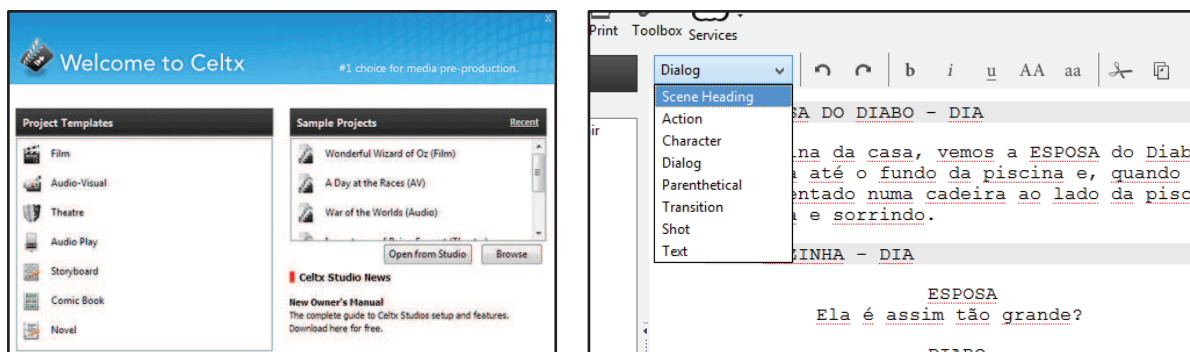 X
Welcome to Celtx
#1 choice for media pre-production.
Project Templates
Film
Audio-Visual
Theatre
Audio Play
Storyboard
Comic Book
Novel
Sample Projects Recent
Wonderful Wizard of Oz (Film)
A Day at the Races (AV)
War of the Worlds (Audio)
Open from Studio Browse
Celtx Studio News
New Owner's Manual
The complete guide to Celtx Studios setup and features.
Download here for free.
Print Toolbox Services
Dialog b i u AA aa
Scene Heading
Action
Character
Dialog
Parenthetical
Transition
Shot
Text
ir
SA DO DIABO - DIA
na da casa, vemos a ESPOSA do Diab
até o fundo da piscina e, quando
entado numa cadeira ao lado da pisc
e sorrindo.
ZINHA - DIA
ESPOSA
Ela é assim tão grande?
DIABO